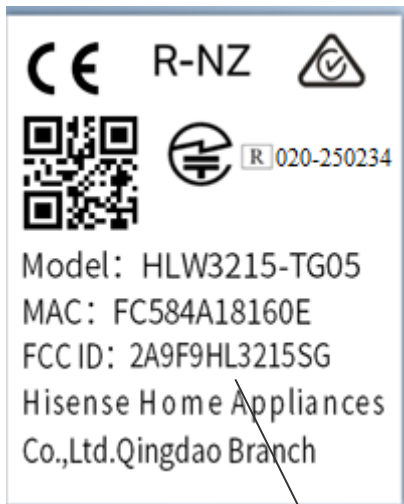 CE R-NZ
R 020-250234
Model: HLW3215-TG05
MAC: FC584A18160E
FCC ID: 2A9F9HL3215SG
Hisense Home Appliances
Co.,Ltd.Qingdao Branch